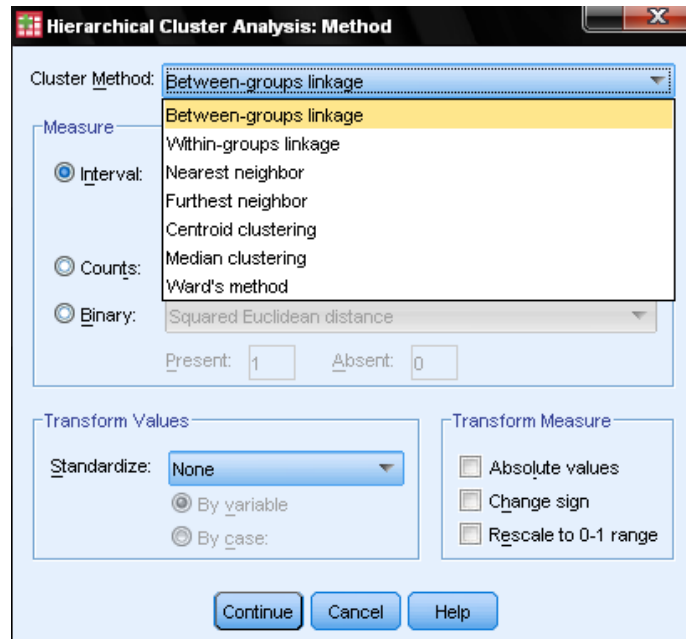 Hierarchical Cluster Analysis: Method
Cluster Method: Between-groups linkage
Between-groups linkage
Within-groups linkage
Nearest neighbor
Furthest neighbor
Centroid clustering
Median clustering
Ward's method
Measure
Interval:
Counts:
Binary: Squared Euclidean distance
Present: 1 Absent: 0
Transform Values
Standardize: None
By variable
By case:
Transform Measure
Absolute values
Change sign
Rescale to 0-1 range
Continue Cancel Help